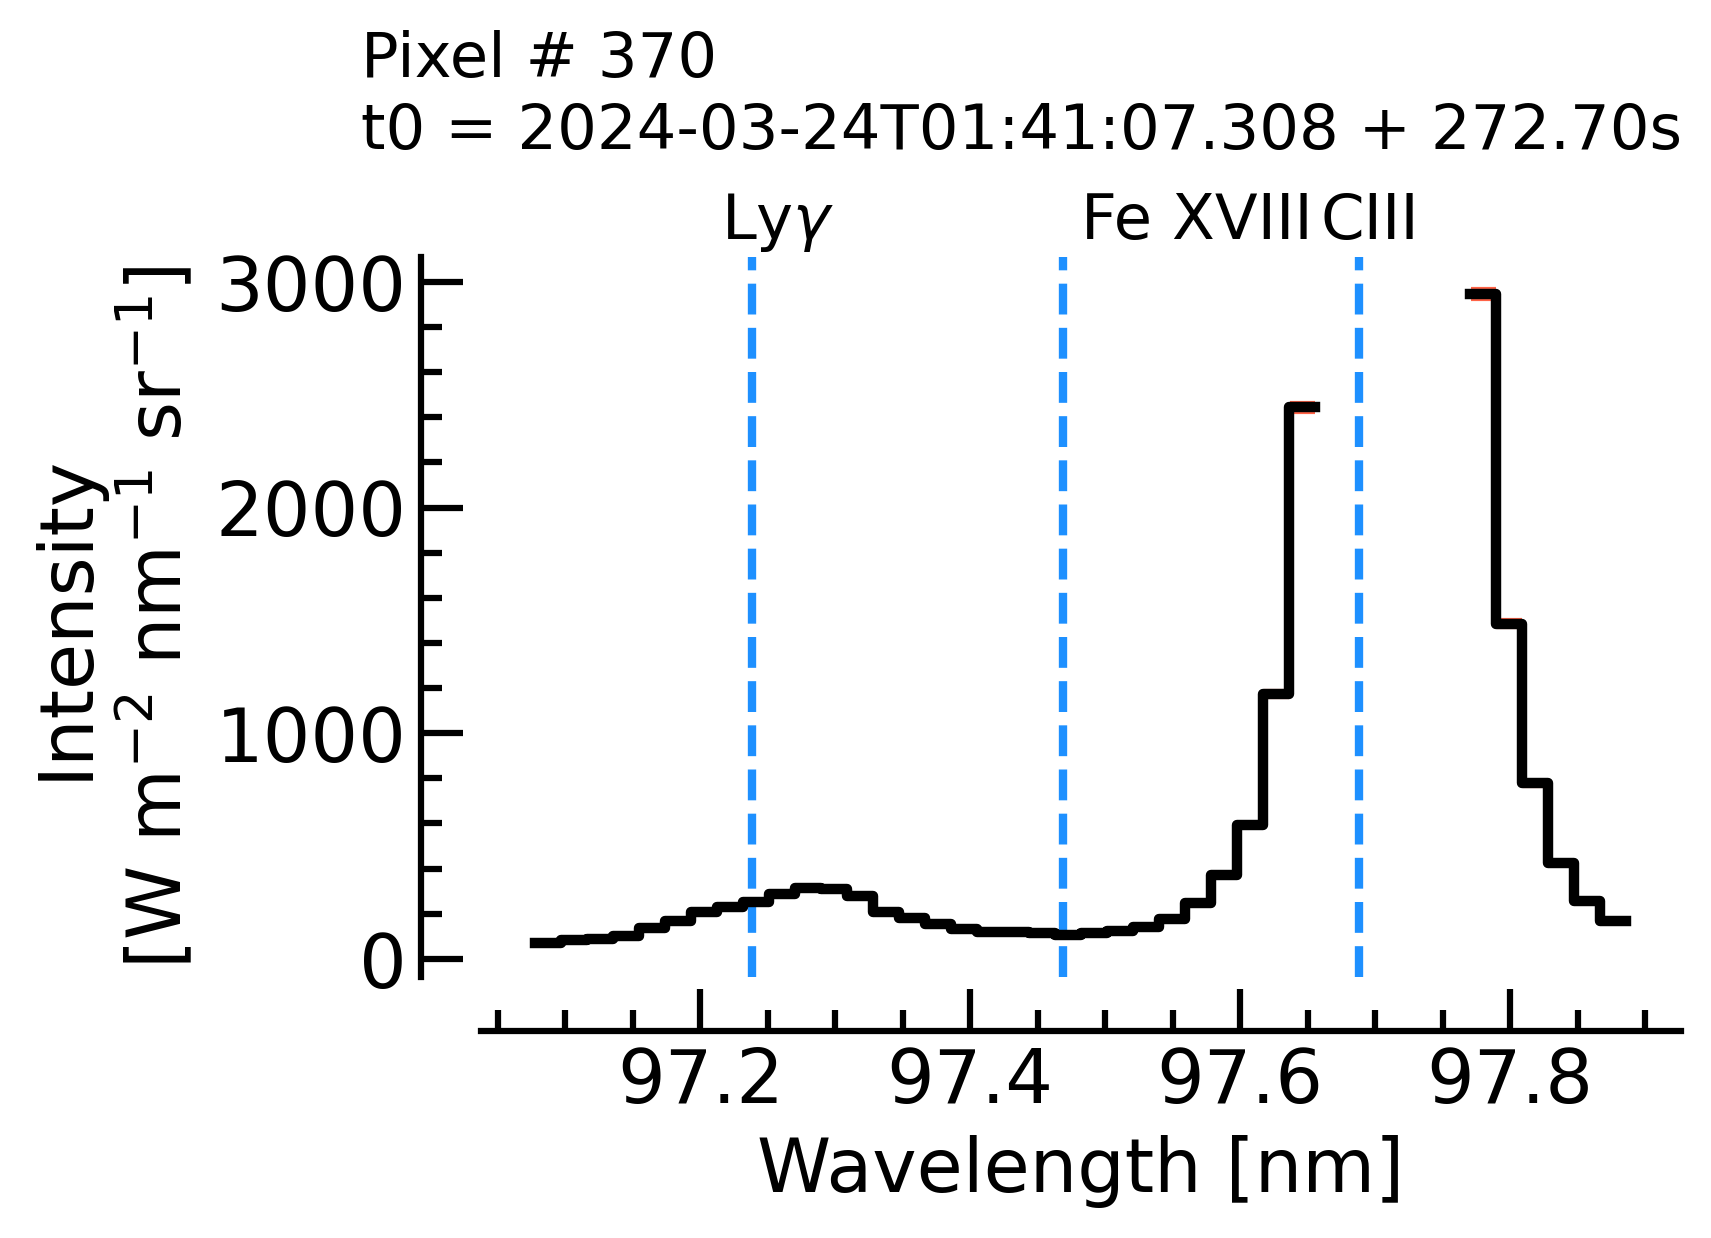 Pixel # 370
t0 = 2024-03-24T01:41:07.308 + 272.70s
Lyγ Fe XVIII CIII
3000
2000
1000
0
Intensity
[W m⁻² nm⁻¹ sr⁻¹]
97.2 97.4 97.6 97.8
Wavelength [nm]